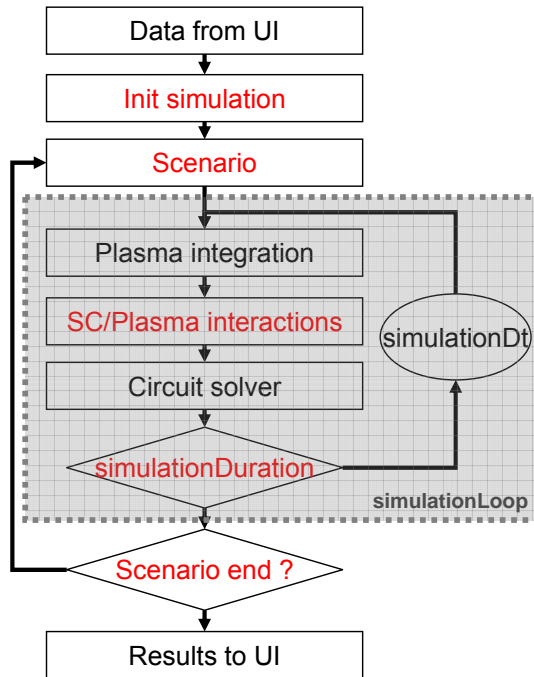 Data from UI
Init simulation
Scenario
Plasma integration
SC/Plasma interactions
simulationDt
Circuit solver
simulationDuration
simulationLoop
Scenario end ?
Results to UI